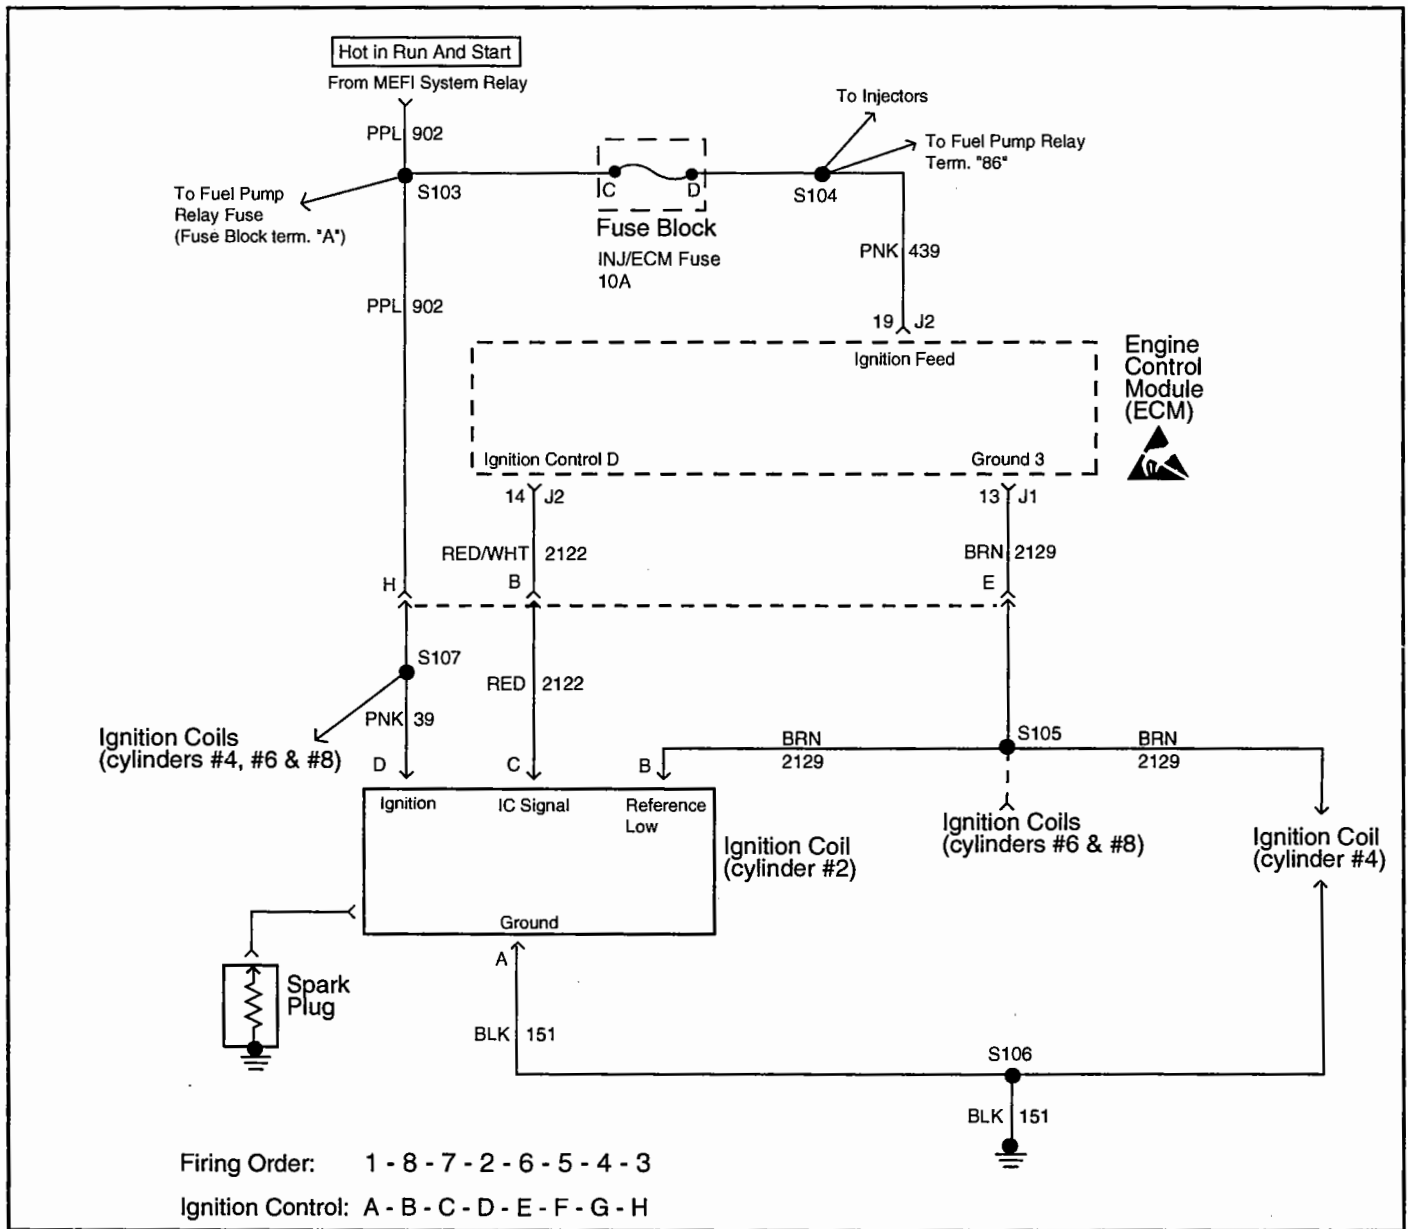 Hot in Run And Start
From MEFI System Relay
PPL 902
To Injectors
To Fuel Pump Relay
Term. "86"
To Fuel Pump
Relay Fuse
(Fuse Block term. "A")
S103
C
D
S104
Fuse Block
INJ/ECM Fuse
10A
PNK 439
PPL 902
19 J2
Ignition Feed
Engine
Control
Module
(ECM)
Ignition Control D
Ground 3
14 J2
13 J1
RED/WHT 2122
BRN 2129
H
B
E
S107
RED 2122
PNK 39
Ignition Coils
(cylinders #4, #6 & #8)
S105
BRN
2129
BRN
2129
D
C
B
Ignition
IC Signal
Reference
Low
Ignition Coil
(cylinder #2)
Ignition Coils
(cylinders #6 & #8)
Ignition Coil
(cylinder #4)
Ground
A
Spark
Plug
BLK 151
S106
BLK 151
Firing Order: 1 - 8 - 7 - 2 - 6 - 5 - 4 - 3
Ignition Control: A - B - C - D - E - F - G - H